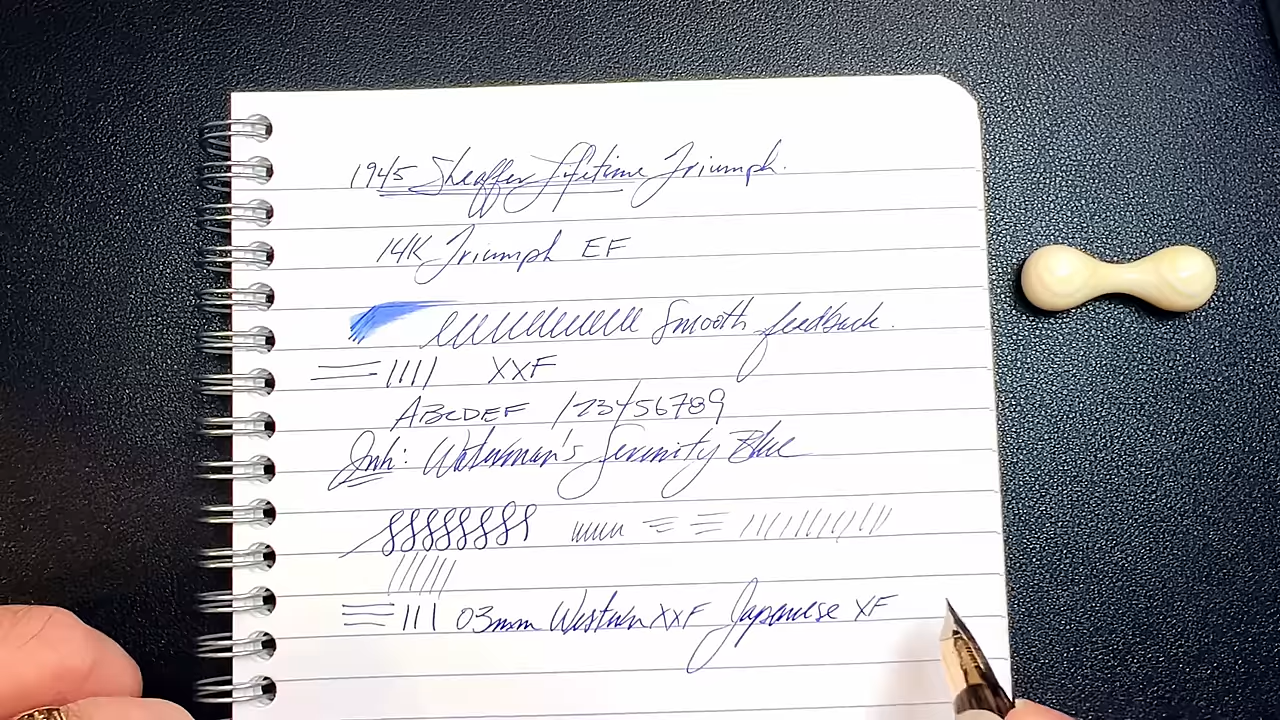 1945 Sheaffer Lifetime Triumph.
14K Triumph EF
Smooth feedback.
XXF
ABCDEF 123456789
Ink: Waterman's Serenity Blue
03mm Western XXF Japanese XF